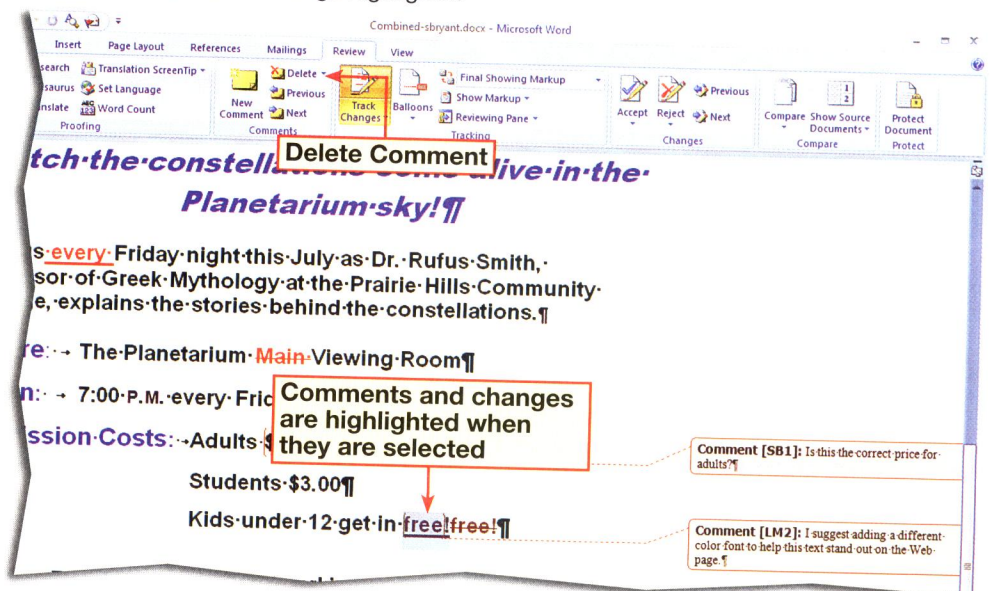 Combined-sbryant.docx - Microsoft Word
Insert Page Layout References Mailings Review View
search
saurus
nslate
Translation ScreenTip
Set Language
Word Count
Proofing
New Comment
Delete
Previous
Next
Comments
Track Changes
Balloons
Final Showing Markup
Show Markup
Reviewing Pane
Tracking
Accept
Reject
Previous
Next
Changes
Compare
Show Source Documents
Compare
Protect Document
Protect
Delete Comment
tch·the·constellations·come·alive·in·the·
Planetarium·sky!¶
s·every·Friday·night·this·July·as·Dr.·Rufus·Smith,·
sor·of·Greek·Mythology·at·the·Prairie·Hills·Community·
e,·explains·the·stories·behind·the·constellations.¶
re:→The·Planetarium·Main·Viewing·Room¶
n:→7:00·P.M.·every·Frid
Comments and changes
are highlighted when
they are selected
ission·Costs:→Adults·$
Students·$3.00¶
Kids·under·12·get·in·free!free!¶
Comment [SB1]: Is·this·the·correct·price·for·
adults?¶
Comment [LM2]: I·suggest·adding·a·different·
color·font·to·help·this·text·stand·out·on·the·Web·
page.¶